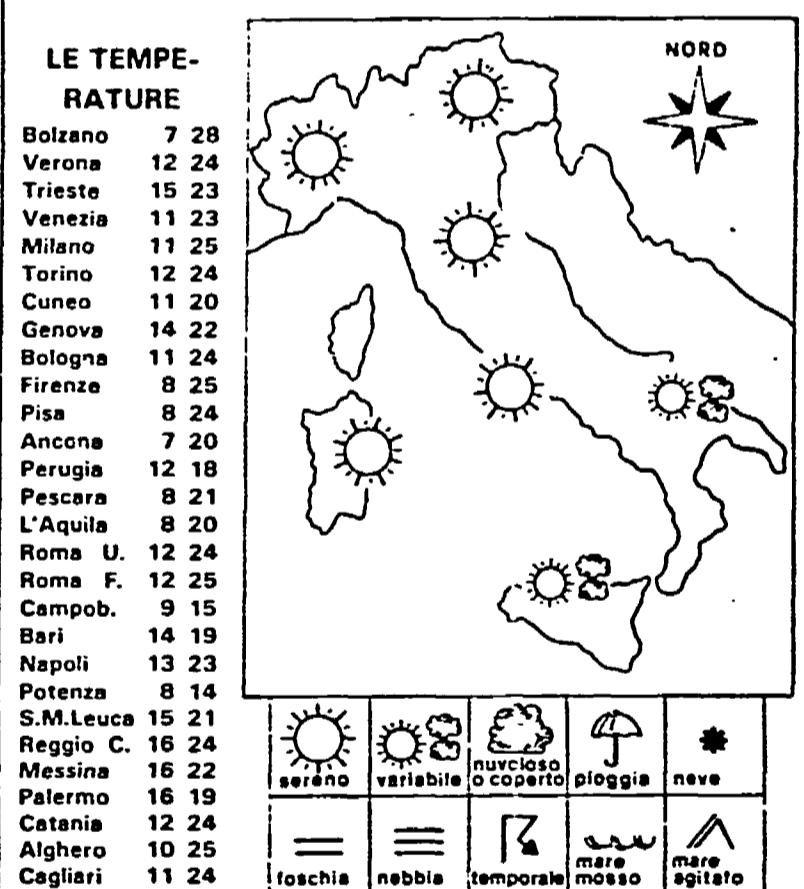 LE TEMPE-
RATURE
Bolzano 7 28
Verona 12 24
Trieste 15 23
Venezia 11 23
Milano 11 25
Torino 12 24
Cuneo 11 20
Genova 14 22
Bologna 11 24
Firenze 8 25
Pisa 8 24
Ancona 7 20
Perugia 12 18
Pescara 8 21
L'Aquila 8 20
Roma U. 12 24
Roma F. 12 25
Campob. 9 15
Bari 14 19
Napoli 13 23
Potenza 8 14
S.M.Leuca 15 21
Reggio C. 16 24
Messina 16 22
Palermo 16 19
Catania 12 24
Alghero 10 25
Cagliari 11 24
NORD
sereno
variabile
nuvoloso
o coperto
pioggia
neve
foschia
nebbia
temporale
mare
mosso
mare
agitato